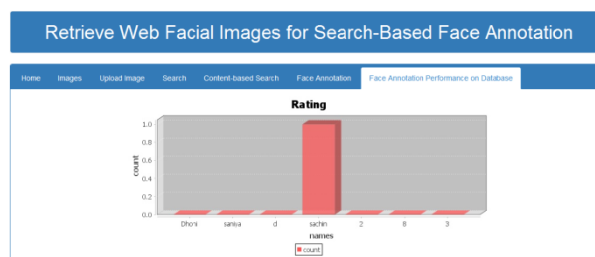 Retrieve Web Facial Images for Search-Based Face Annotation
Home Images Upload Image Search Content-based Search Face Annotation Face Annotation Performance on Database
Rating
1.0
0.8
0.6
0.4
0.2
0.0
count
Dhoni saniya d sachin 2 8 3
names
count